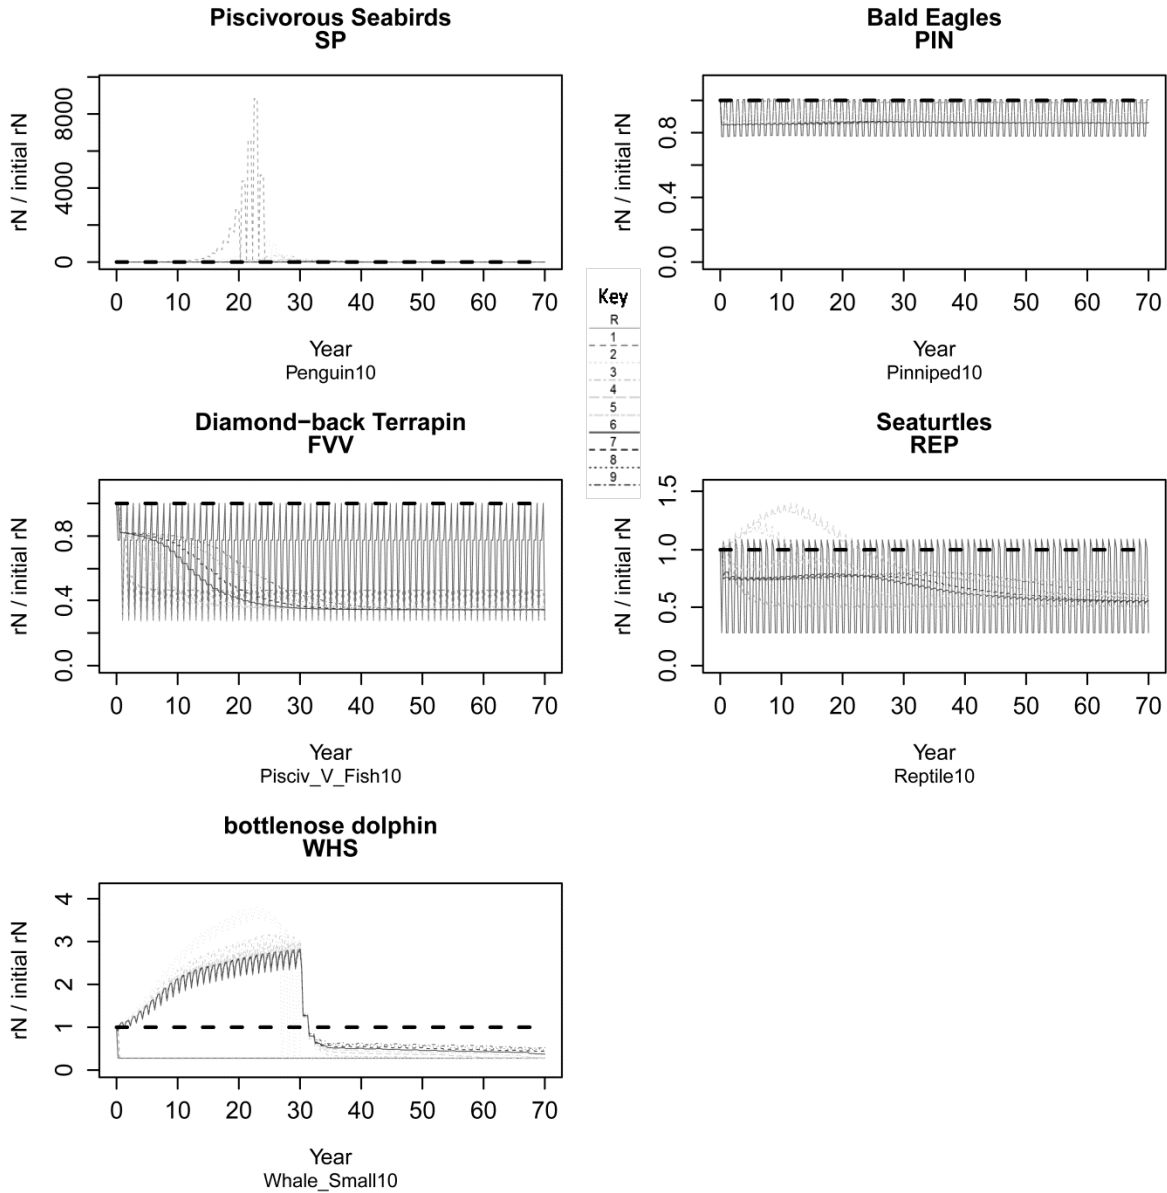 Piscivorous Seabirds
SP
rN / initial rN
8000
4000
0
0 10 20 30 40 50 60 70
Year
Penguin10
Bald Eagles
PIN
rN / initial rN
0.8
0.4
0.0
0 10 20 30 40 50 60 70
Year
Pinniped10
Key
R
1
2
3
4
5
6
7
8
9
Diamond−back Terrapin
FVV
rN / initial rN
0.8
0.4
0.0
0 10 20 30 40 50 60 70
Year
Pisciv_V_Fish10
Seaturtles
REP
rN / initial rN
1.5
1.0
0.5
0.0
0 10 20 30 40 50 60 70
Year
Reptile10
bottlenose dolphin
WHS
rN / initial rN
4
3
2
1
0
0 10 20 30 40 50 60 70
Year
Whale_Small10